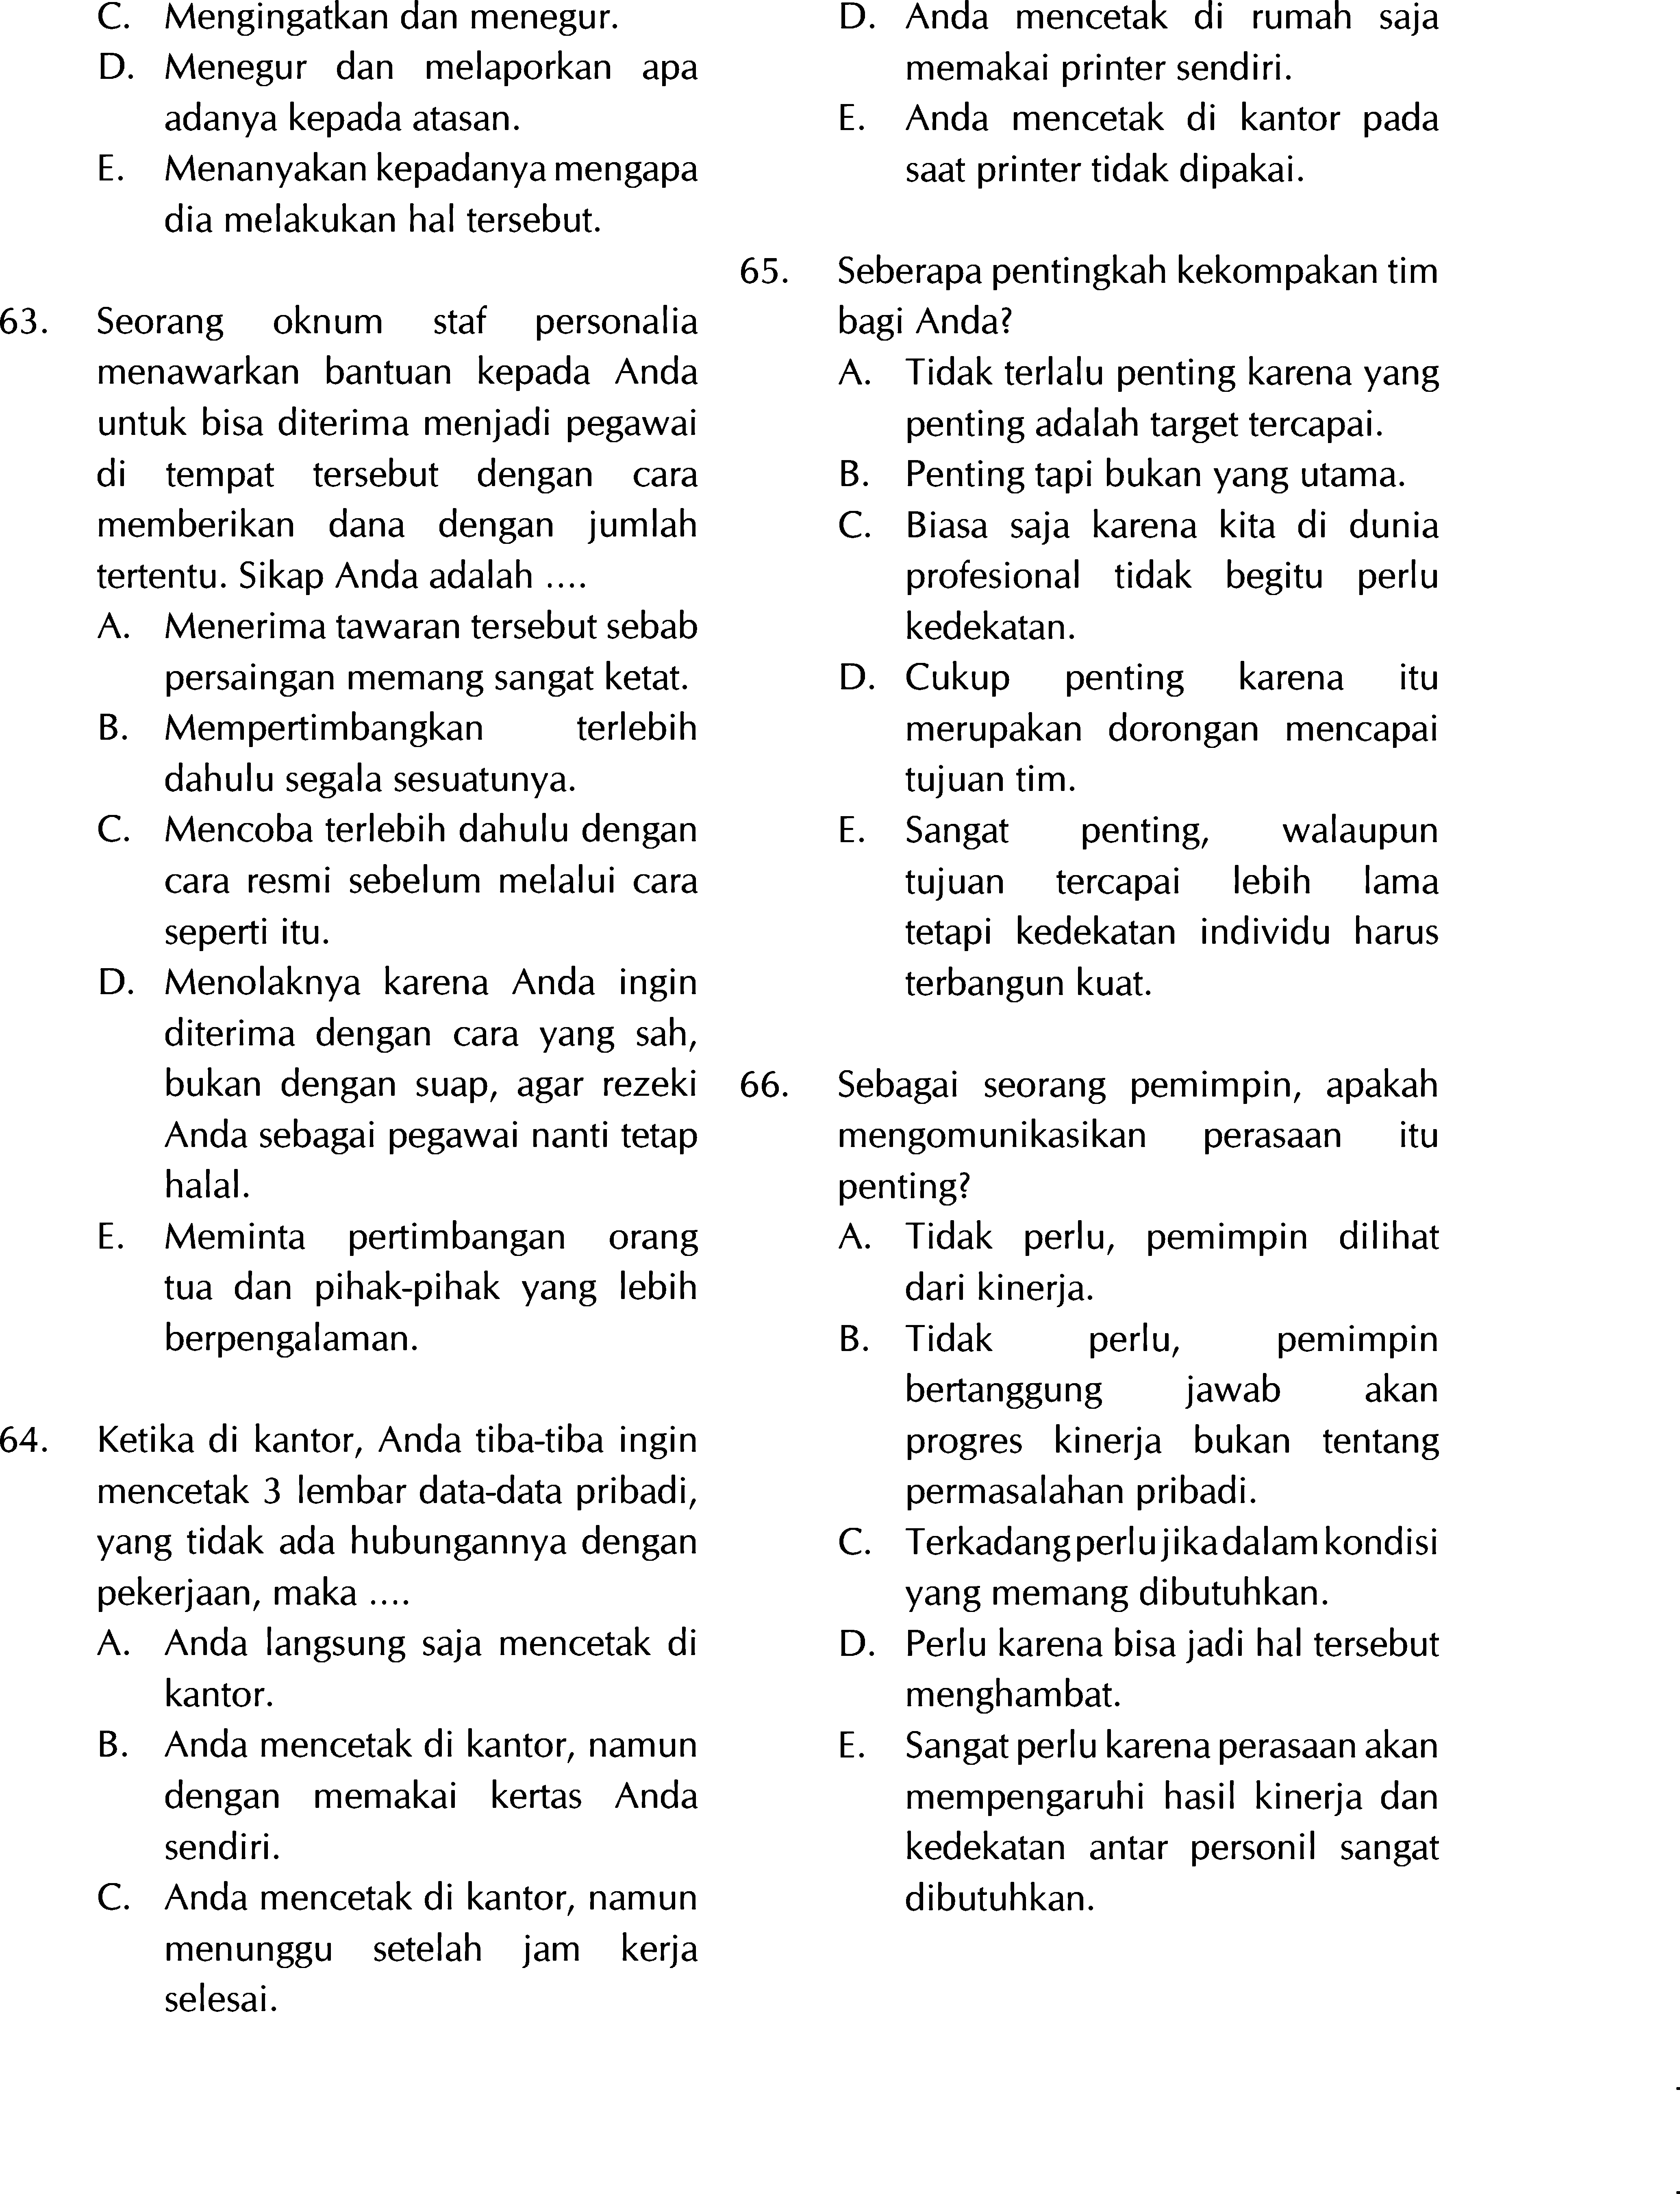 C. Mengingatkan dan menegur.
D. Menegur dan melaporkan apa
adanya kepada atasan.
E. Menanyakan kepadanya mengapa
dia melakukan hal tersebut.
63. Seorang oknum staf personalia
menawarkan bantuan kepada Anda
untuk bisa diterima menjadi pegawai
di tempat tersebut dengan cara
memberikan dana dengan jumlah
tertentu. Sikap Anda adalah ....
A. Menerima tawaran tersebut sebab
persaingan memang sangat ketat.
B. Mempertimbangkan terlebih
dahulu segala sesuatunya.
C. Mencoba terlebih dahulu dengan
cara resmi sebelum melalui cara
seperti itu.
D. Menolaknya karena Anda ingin
diterima dengan cara yang sah,
bukan dengan suap, agar rezeki
Anda sebagai pegawai nanti tetap
halal.
E. Meminta pertimbangan orang
tua dan pihak-pihak yang lebih
berpengalaman.
64. Ketika di kantor, Anda tiba-tiba ingin
mencetak 3 lembar data-data pribadi,
yang tidak ada hubungannya dengan
pekerjaan, maka ....
A. Anda langsung saja mencetak di
kantor.
B. Anda mencetak di kantor, namun
dengan memakai kertas Anda
sendiri.
C. Anda mencetak di kantor, namun
menunggu setelah jam kerja
selesai.
D. Anda mencetak di rumah saja
memakai printer sendiri.
E. Anda mencetak di kantor pada
saat printer tidak dipakai.
65. Seberapa pentingkah kekompakan tim
bagi Anda?
A. Tidak terlalu penting karena yang
penting adalah target tercapai.
B. Penting tapi bukan yang utama.
C. Biasa saja karena kita di dunia
profesional tidak begitu perlu
kedekatan.
D. Cukup penting karena itu
merupakan dorongan mencapai
tujuan tim.
E. Sangat penting, walaupun
tujuan tercapai lebih lama
tetapi kedekatan individu harus
terbangun kuat.
66. Sebagai seorang pemimpin, apakah
mengomunikasikan perasaan itu
penting?
A. Tidak perlu, pemimpin dilihat
dari kinerja.
B. Tidak perlu, pemimpin
bertanggung jawab akan
progres kinerja bukan tentang
permasalahan pribadi.
C. Terkadang perlu jika dalam kondisi
yang memang dibutuhkan.
D. Perlu karena bisa jadi hal tersebut
menghambat.
E. Sangat perlu karena perasaan akan
mempengaruhi hasil kinerja dan
kedekatan antar personil sangat
dibutuhkan.